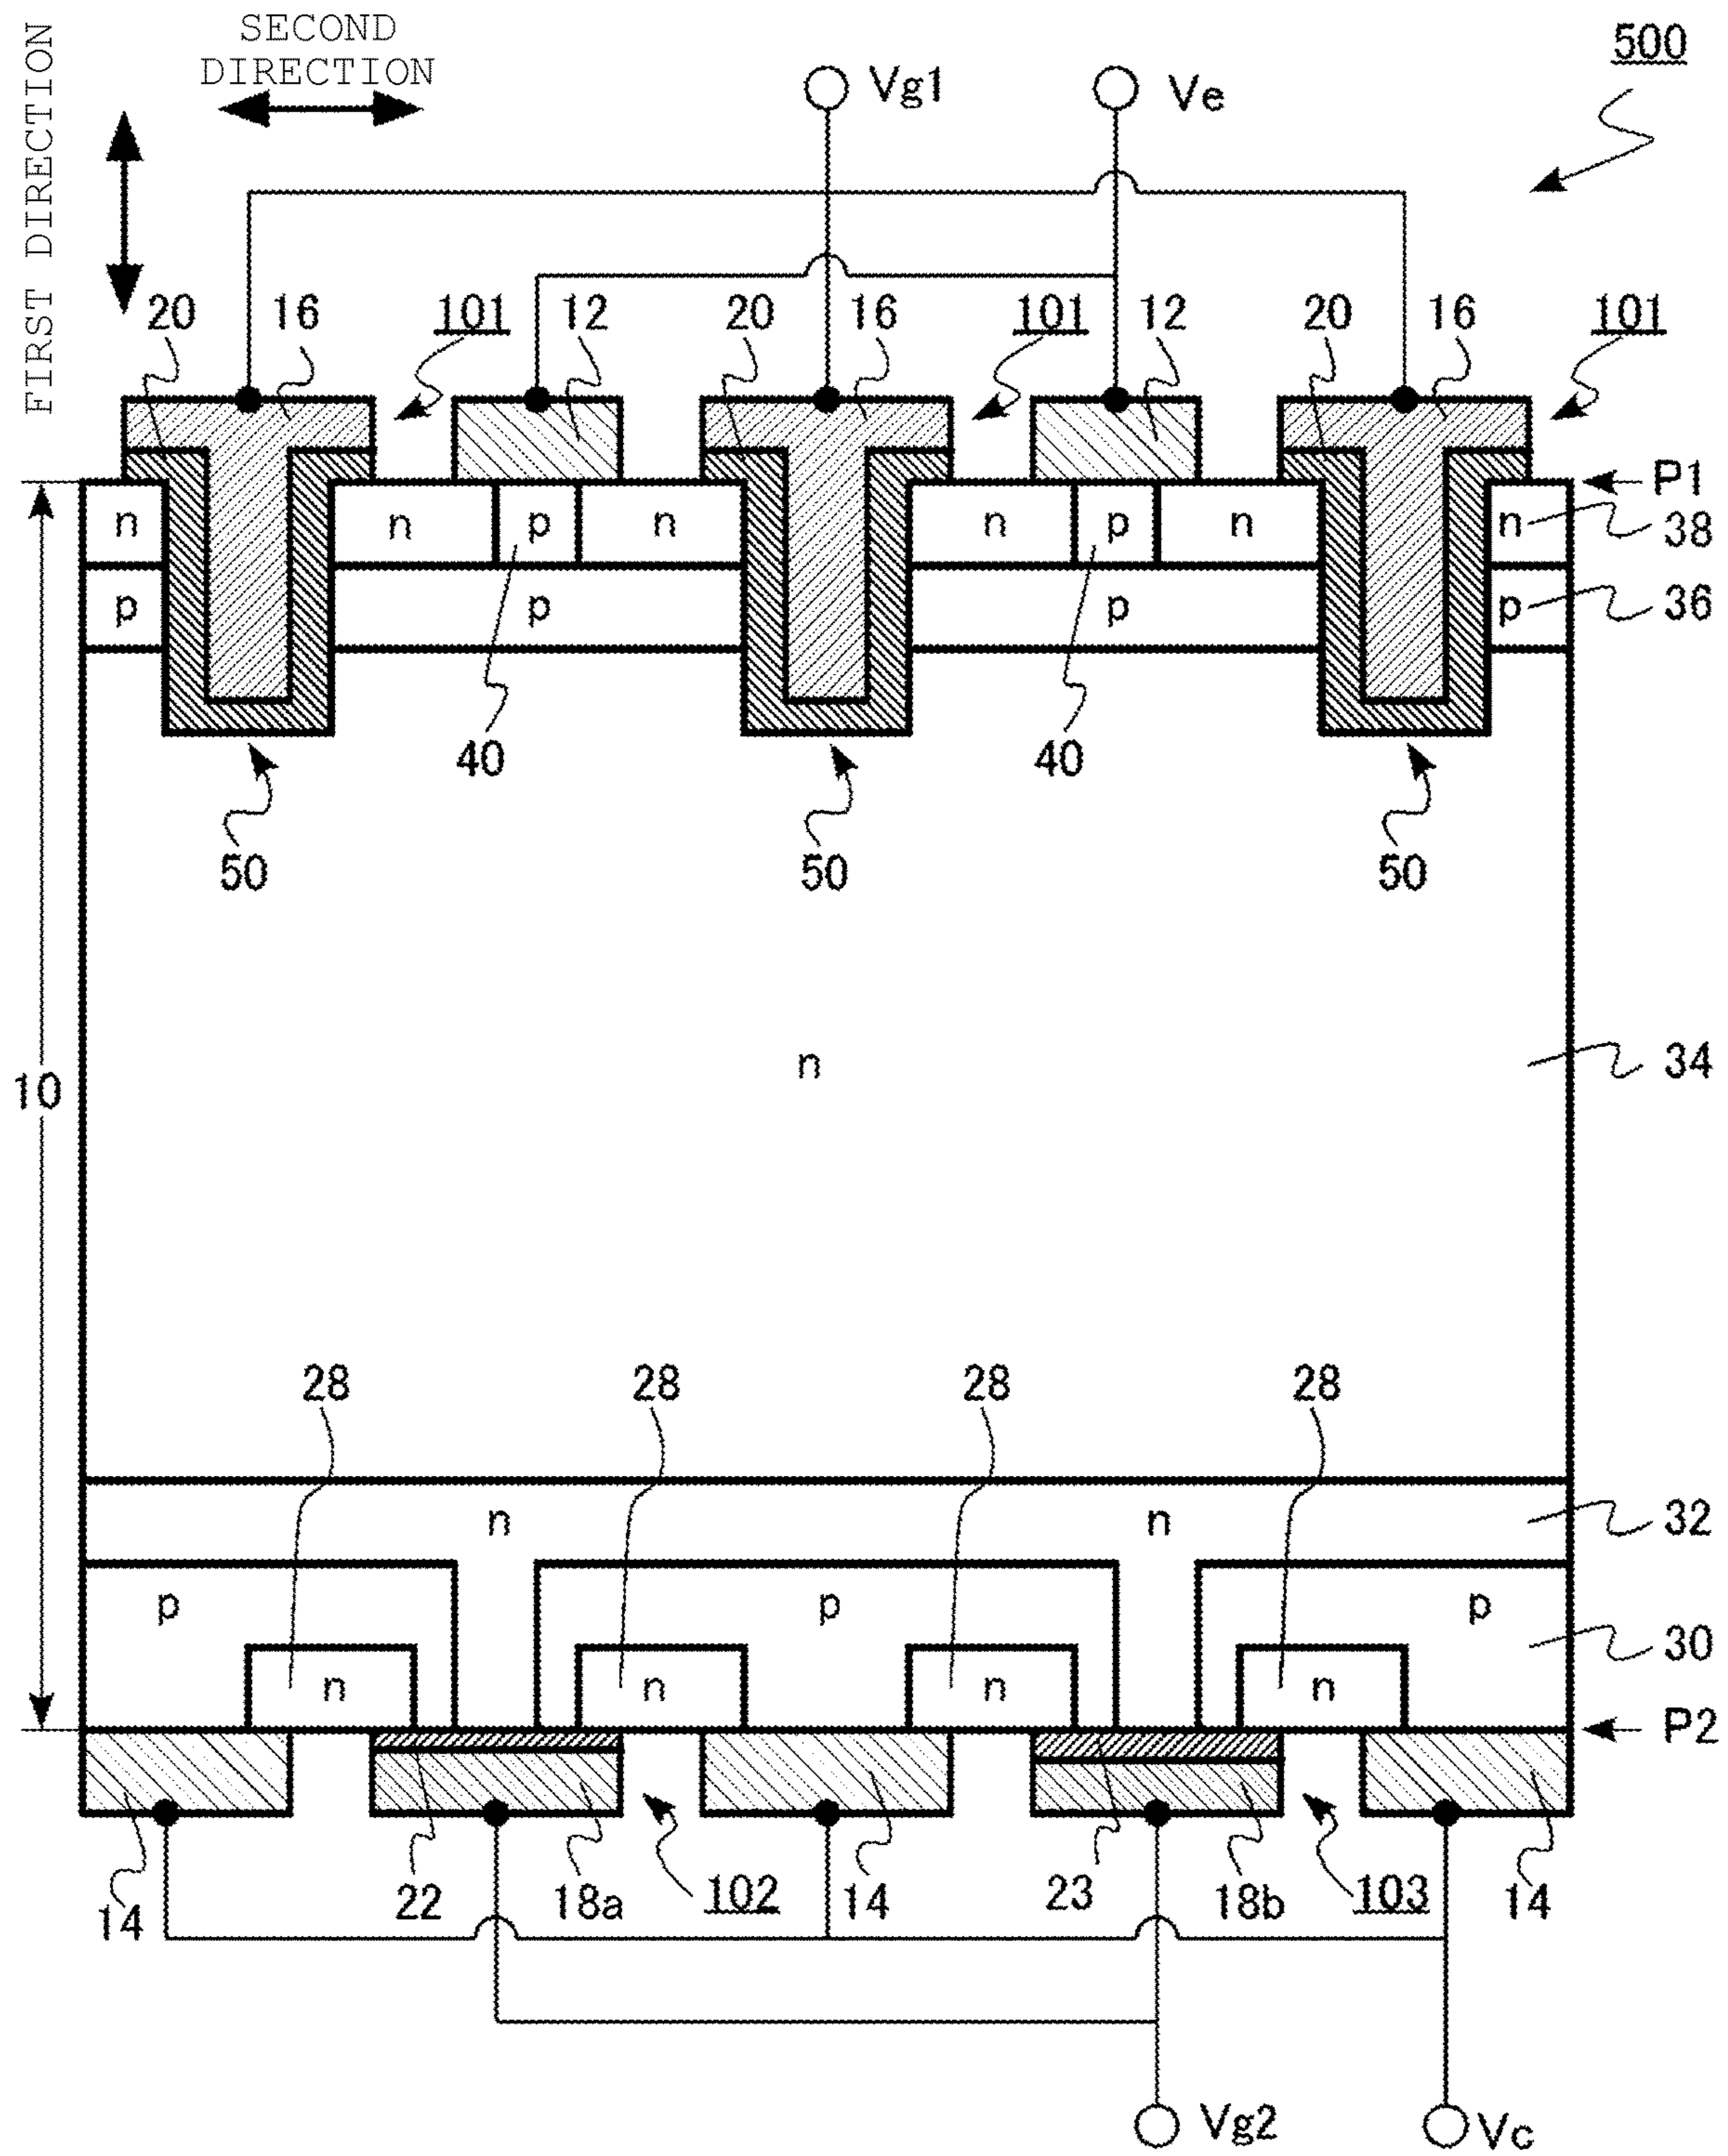 SECOND
DIRECTION
FIRST DIRECTION
Vg1
Ve
500
20 16 101 12 20 16 101 12 20 16 101
P1
n n p n n p n n
38
p p p p
36
40 40
50 50 50
n
34
10
28 28 28 28
n n
32
p p p
30
n n n n
P2
14 22 18a 102 14 23 18b 103 14
Vg2
Vc